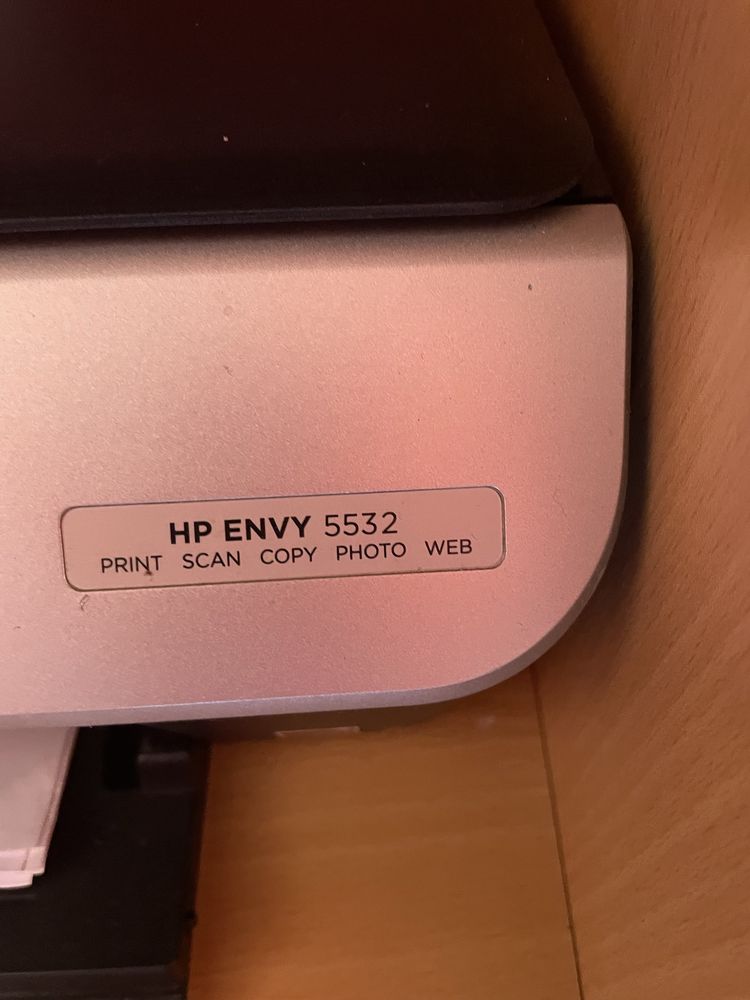 HP ENVY 5532
PRINT SCAN COPY PHOTO WEB